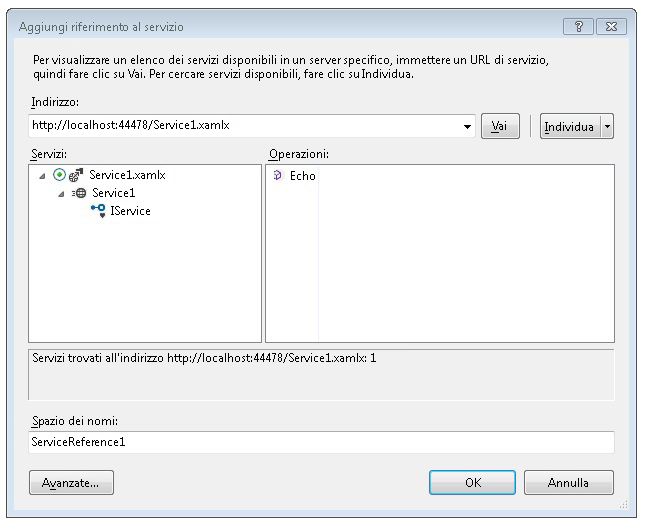 Aggiungi riferimento al servizio
Per visualizzare un elenco dei servizi disponibili in un server specifico, immettere un URL di servizio,
quindi fare clic su Vai. Per cercare servizi disponibili, fare clic su Individua.
Indirizzo:
http://localhost:44478/Service1.xamlx
Vai
Individua
Servizi:
Operazioni:
Service1.xamlx
Service1
IService
Echo
Servizi trovati all'indirizzo http://localhost:44478/Service1.xamlx: 1
Spazio dei nomi:
ServiceReference1
Avanzate...
OK
Annulla